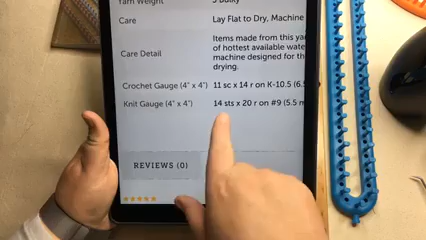 Yarn Weight
5 Bulky
Care
Lay Flat to Dry, Machine
Items made from this ya
Care Detail
of hottest available wate
machine designed for the
drying.
Crochet Gauge (4" x 4")
11 sc x 14 r on K-10.5 (6.5
Knit Gauge (4" x 4")
14 sts x 20 r on #9 (5.5 m
REVIEWS (0)